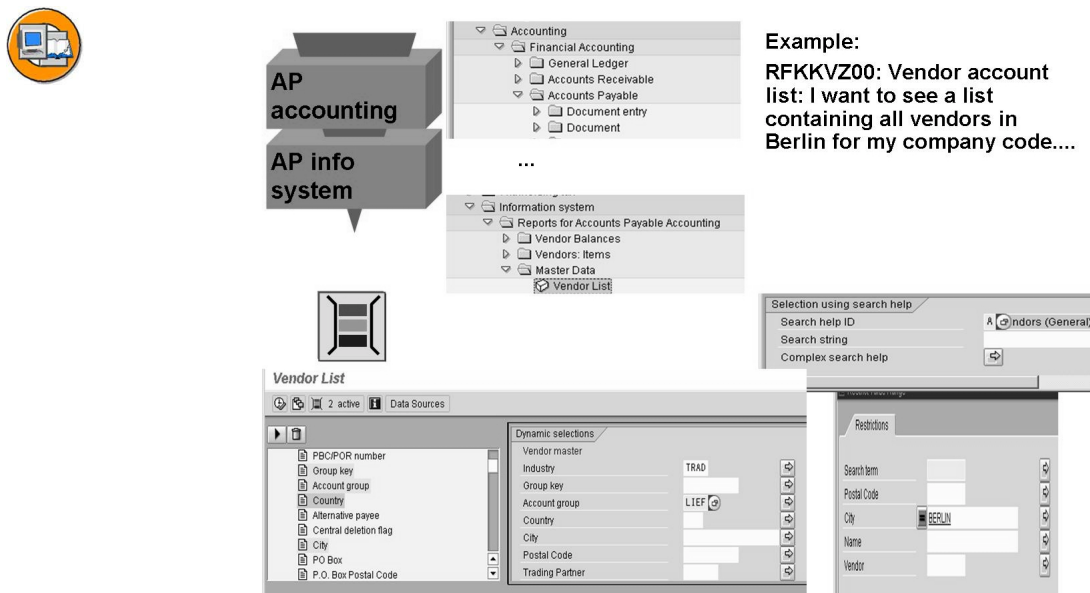 AP
accounting
AP info
system
Accounting
Financial Accounting
General Ledger
Accounts Receivable
Accounts Payable
Document entry
Document
...
Information system
Reports for Accounts Payable Accounting
Vendor Balances
Vendors: Items
Master Data
Vendor List
Example:
RFKKVZ00: Vendor account
list: I want to see a list
containing all vendors in
Berlin for my company code....
Selection using search help
Search help ID
A ndors (General)
Search string
Complex search help
Vendor List
2 active
Data Sources
PBC/POR number
Group key
Account group
Country
Alternative payee
Central deletion flag
City
PO Box
P.O. Box Postal Code
Dynamic selections
Vendor master
Industry TRAD
Group key
Account group LIEF
Country
City
Postal Code
Trading Partner
Restrictions
Search term
Postal Code
City = BERLIN
Name
Vendor